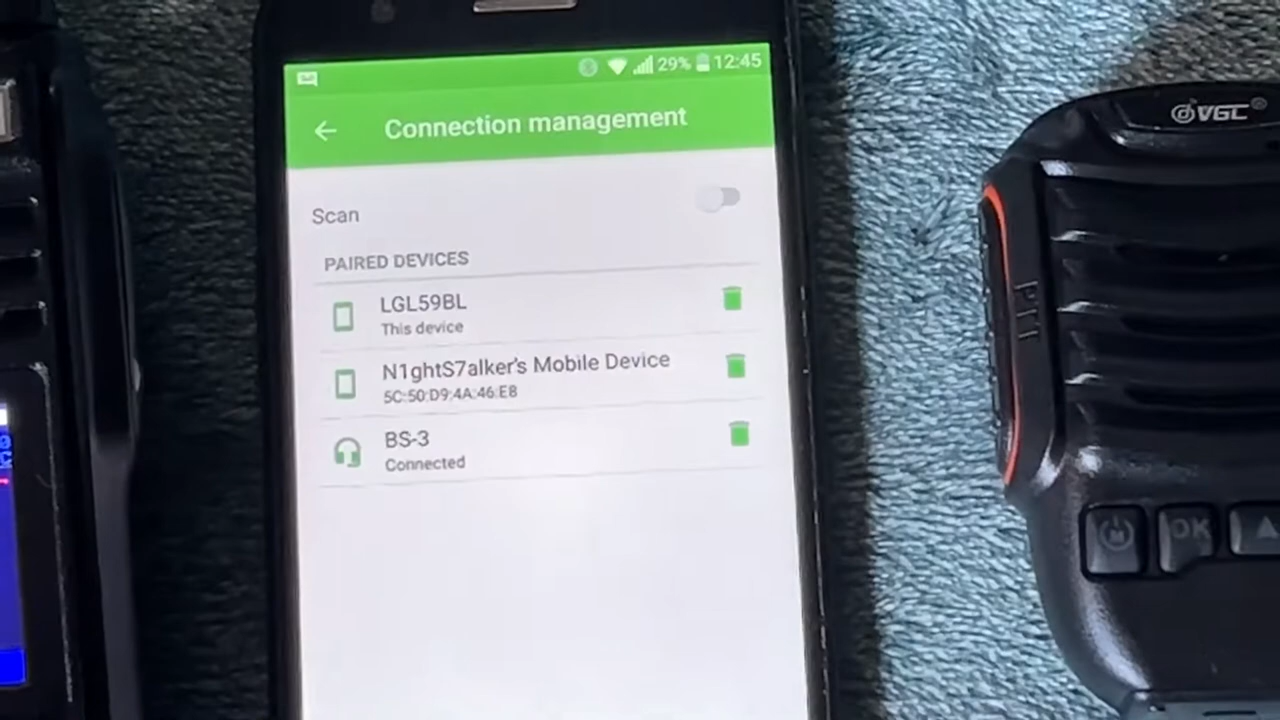 29% 12:45
Connection management
Scan
PAIRED DEVICES
LGL59BL
This device
N1ghtS7alker's Mobile Device
5C:50:D9:4A:46:E8
BS-3
Connected
VGC®
PTT
OK